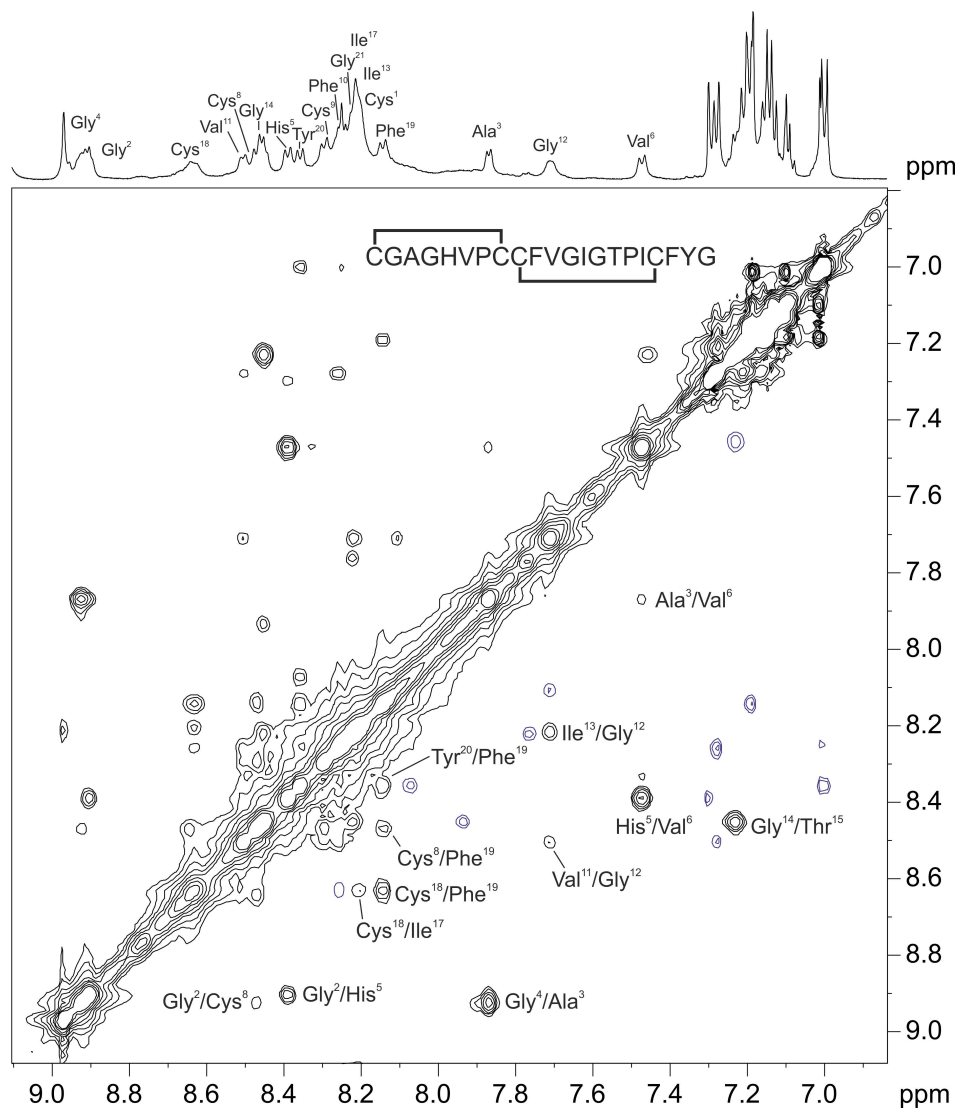 Ile¹⁷
Gly²¹
Ile¹³
Phe¹⁰
Cys⁸
Cys⁹
Cys¹
Gly¹⁴
Gly⁴
Val¹¹
His⁵
Tyr²⁰
Phe¹⁹
Gly²
Cys¹⁸
Ala³
Gly¹²
Val⁶
ppm
CGAGHVPCCFVGIGTPICFYG
7.0
7.2
7.4
7.6
7.8
Ala³/Val⁶
8.0
8.2
Ile¹³/Gly¹²
Tyr²⁰/Phe¹⁹
8.4
His⁵/Val⁶ Gly¹⁴/Thr¹⁵
Cys⁸/Phe¹⁹
Val¹¹/Gly¹²
8.6
Cys¹⁸/Phe¹⁹
Cys¹⁸/Ile¹⁷
8.8
Gly²/Cys⁸ Gly²/His⁵ Gly⁴/Ala³
9.0
9.0 8.8 8.6 8.4 8.2 8.0 7.8 7.6 7.4 7.2 7.0 ppm